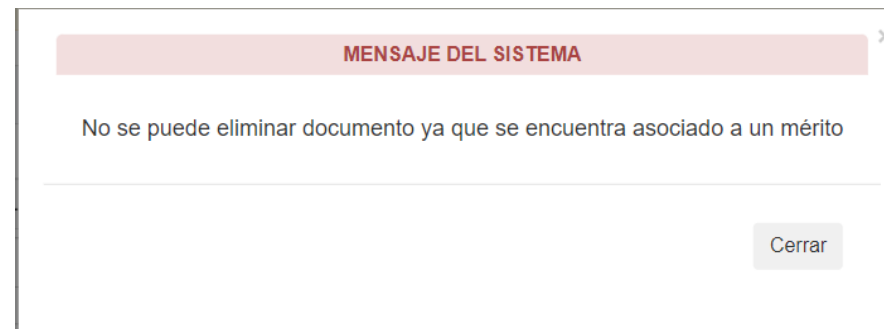 MENSAJE DEL SISTEMA
No se puede eliminar documento ya que se encuentra asociado a un mérito
Cerrar